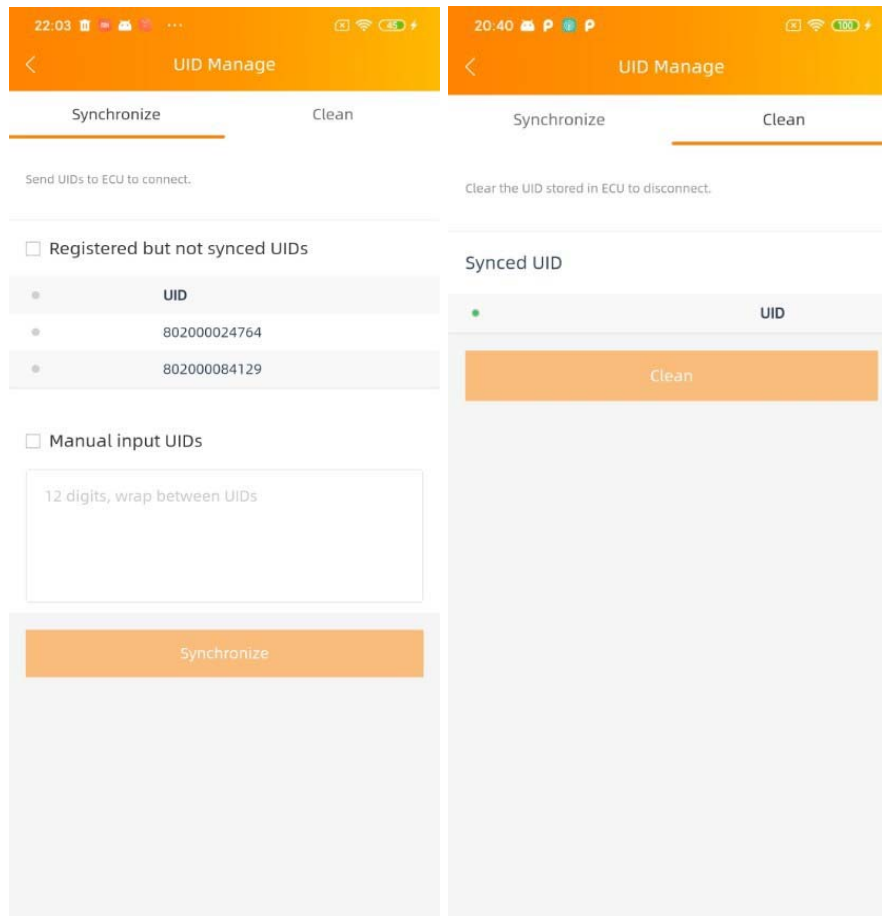 22:03
45
UID Manage
Synchronize
Clean
Send UIDs to ECU to connect.
Registered but not synced UIDs
UID
802000024764
802000084129
Manual input UIDs
12 digits, wrap between UIDs
Synchronize
20:40 P P
100
UID Manage
Synchronize
Clean
Clear the UID stored in ECU to disconnect.
Synced UID
UID
Clean